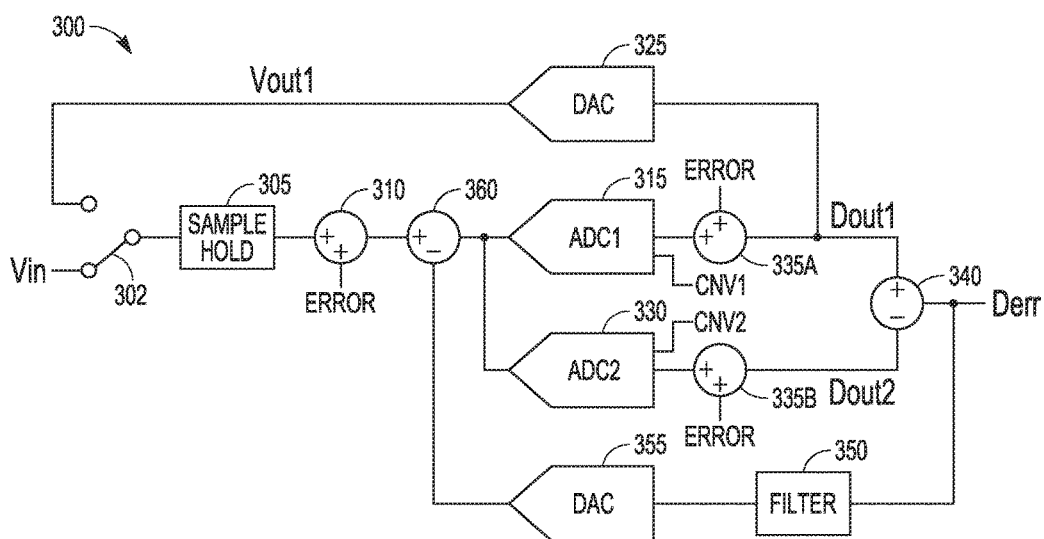 300
325
Vout1
DAC
305
310
360
315
ERROR
SAMPLE
HOLD
+
+
+
−
ADC1
+
+
Dout1
335A
CNV1
Vin
302
ERROR
340
+
−
Derr
330
CNV2
ADC2
+
+
335B
Dout2
ERROR
355
350
DAC
FILTER